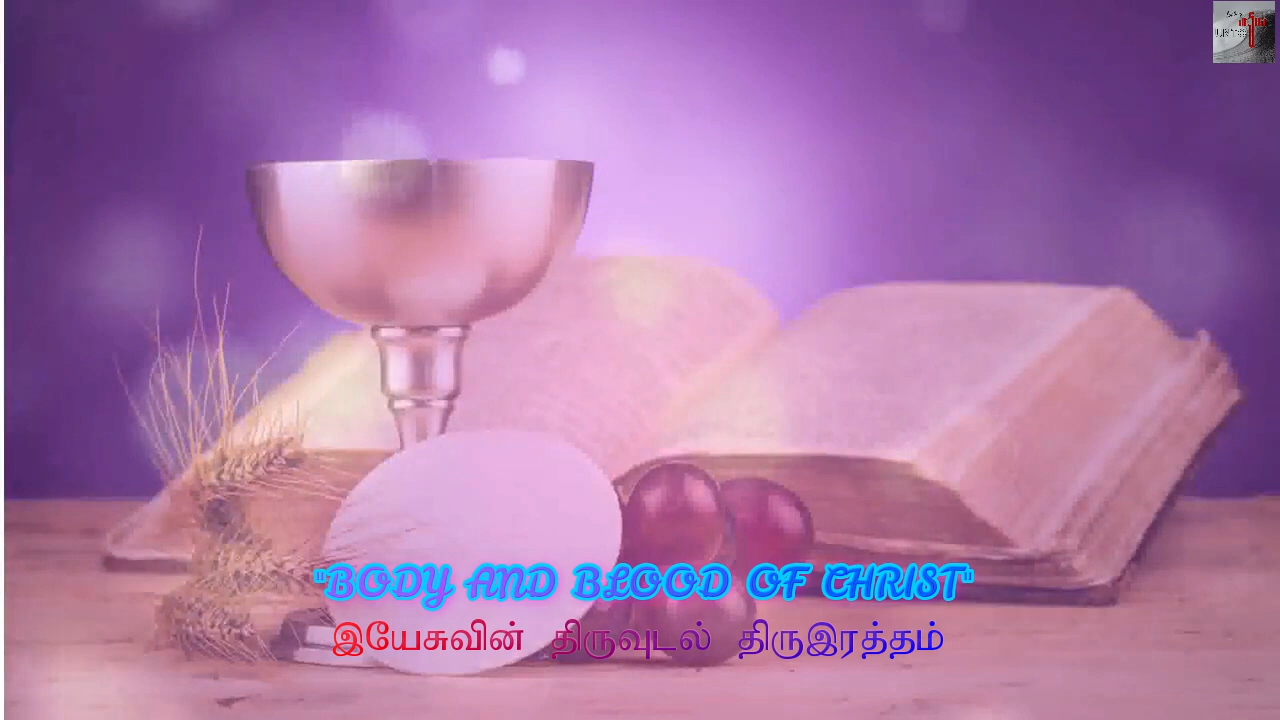 "BODY AND BLOOD OF CHRIST"
இயேசுவின் திருவுடல் திருஇரத்தம்